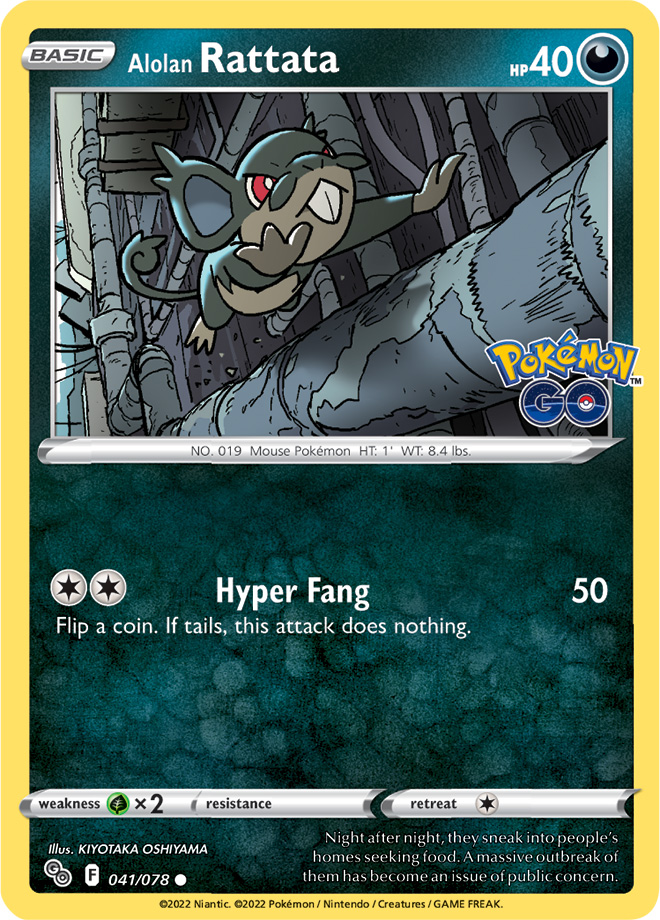 BASIC Alolan Rattata HP40
POKéMON TM
GO
NO. 019 Mouse Pokémon HT: 1' WT: 8.4 lbs.
Hyper Fang 50
Flip a coin. If tails, this attack does nothing.
weakness ×2 resistance retreat
Illus. KIYOTAKA OSHIYAMA
GO F 041/078
Night after night, they sneak into people's
homes seeking food. A massive outbreak of
them has become an issue of public concern.
©2022 Niantic. ©2022 Pokémon / Nintendo / Creatures / GAME FREAK.